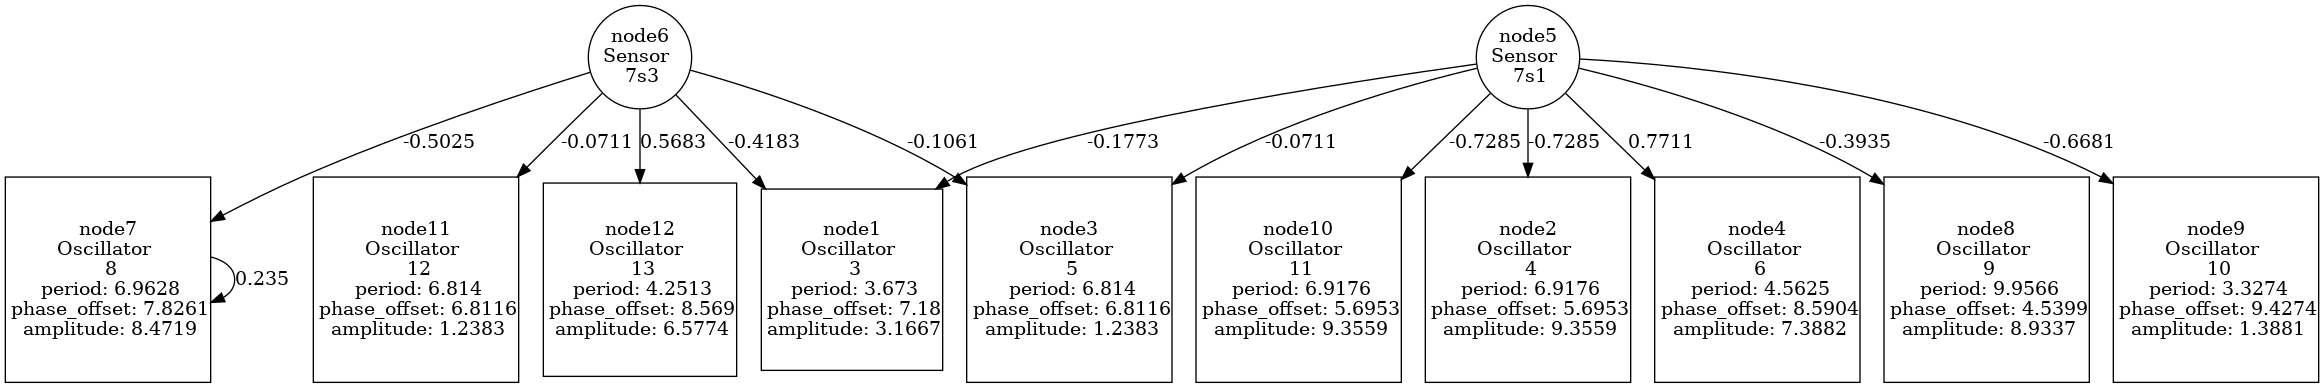 node6
Sensor
7s3
node5
Sensor
7s1
-0.5025
-0.0711
0.5683
-0.4183
-0.1061
-0.1773
-0.0711
-0.7285
-0.7285
0.7711
-0.3935
-0.6681
node7
Oscillator
8
period: 6.9628
phase_offset: 7.8261
amplitude: 8.4719
0.235
node11
Oscillator
12
period: 6.814
phase_offset: 6.8116
amplitude: 1.2383
node12
Oscillator
13
period: 4.2513
phase_offset: 8.569
amplitude: 6.5774
node1
Oscillator
3
period: 3.673
phase_offset: 7.18
amplitude: 3.1667
node3
Oscillator
5
period: 6.814
phase_offset: 6.8116
amplitude: 1.2383
node10
Oscillator
11
period: 6.9176
phase_offset: 5.6953
amplitude: 9.3559
node2
Oscillator
4
period: 6.9176
phase_offset: 5.6953
amplitude: 9.3559
node4
Oscillator
6
period: 4.5625
phase_offset: 8.5904
amplitude: 7.3882
node8
Oscillator
9
period: 9.9566
phase_offset: 4.5399
amplitude: 8.9337
node9
Oscillator
10
period: 3.3274
phase_offset: 9.4274
amplitude: 1.3881